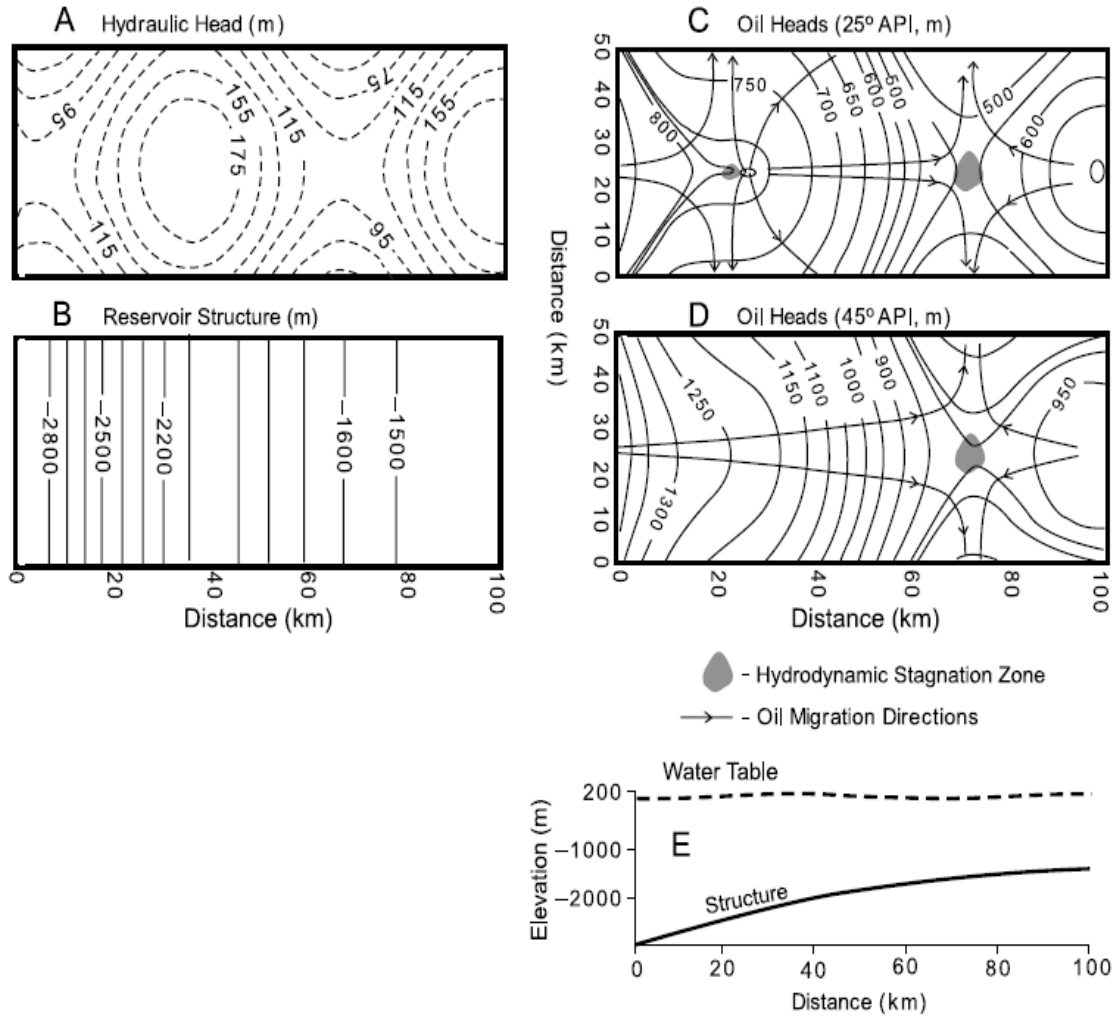 A Hydraulic Head (m)
95
115
155
175
115
75
115
155
95
B Reservoir Structure (m)
−2800
−2500
−2200
−1600
−1500
0 20 40 60 80 100
Distance (km)
C Oil Heads (25º API, m)
50
40
30
20
10
0
800
750
700
650
600
500
500
600
Distance (km)
D Oil Heads (45º API, m)
50
40
30
20
10
0
1300
1250
1150
1100
1000
900
950
0 20 40 60 80 100
Distance (km)
- Hydrodynamic Stagnation Zone
- Oil Migration Directions
Water Table
E
Structure
Elevation (m)
200
−1000
−2000
0 20 40 60 80 100
Distance (km)